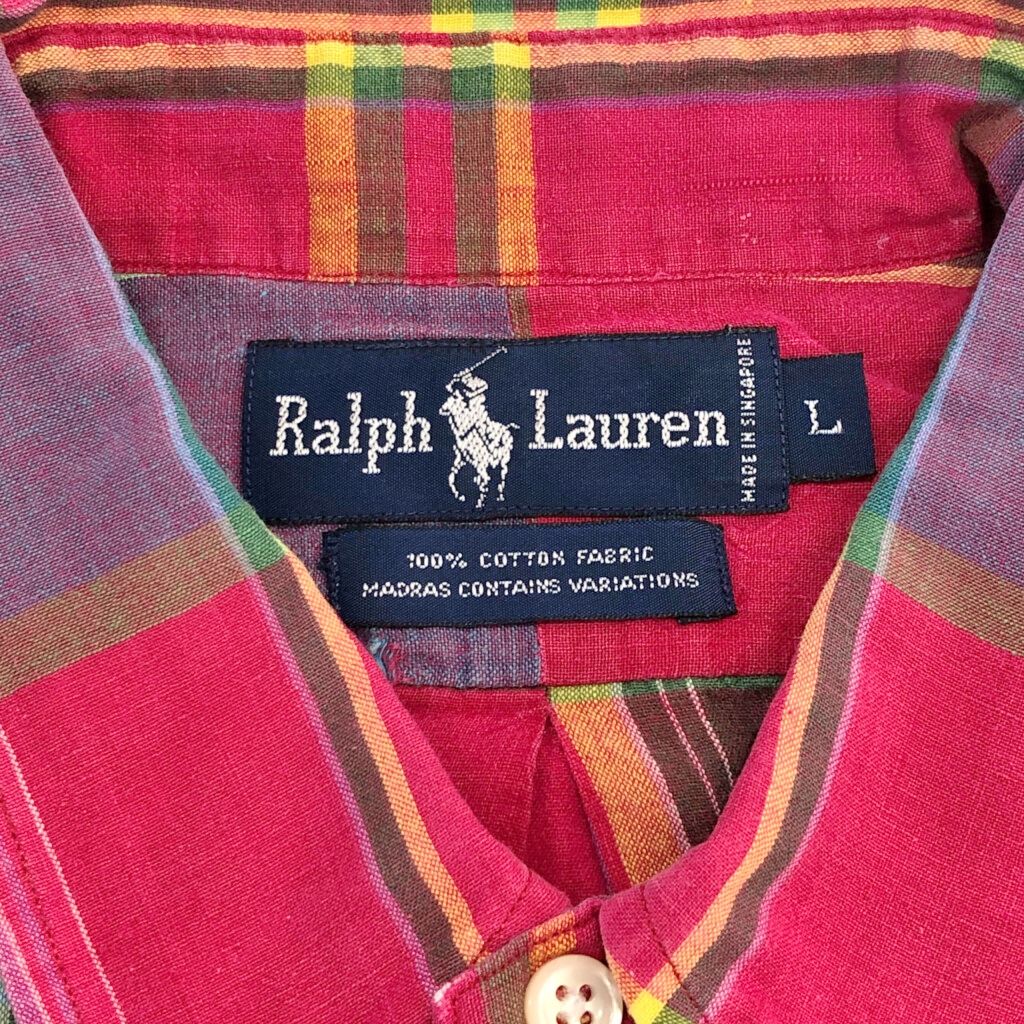 Ralph Lauren
MADE IN SINGAPORE
L
100% COTTON FABRIC
MADRAS CONTAINS VARIATIONS